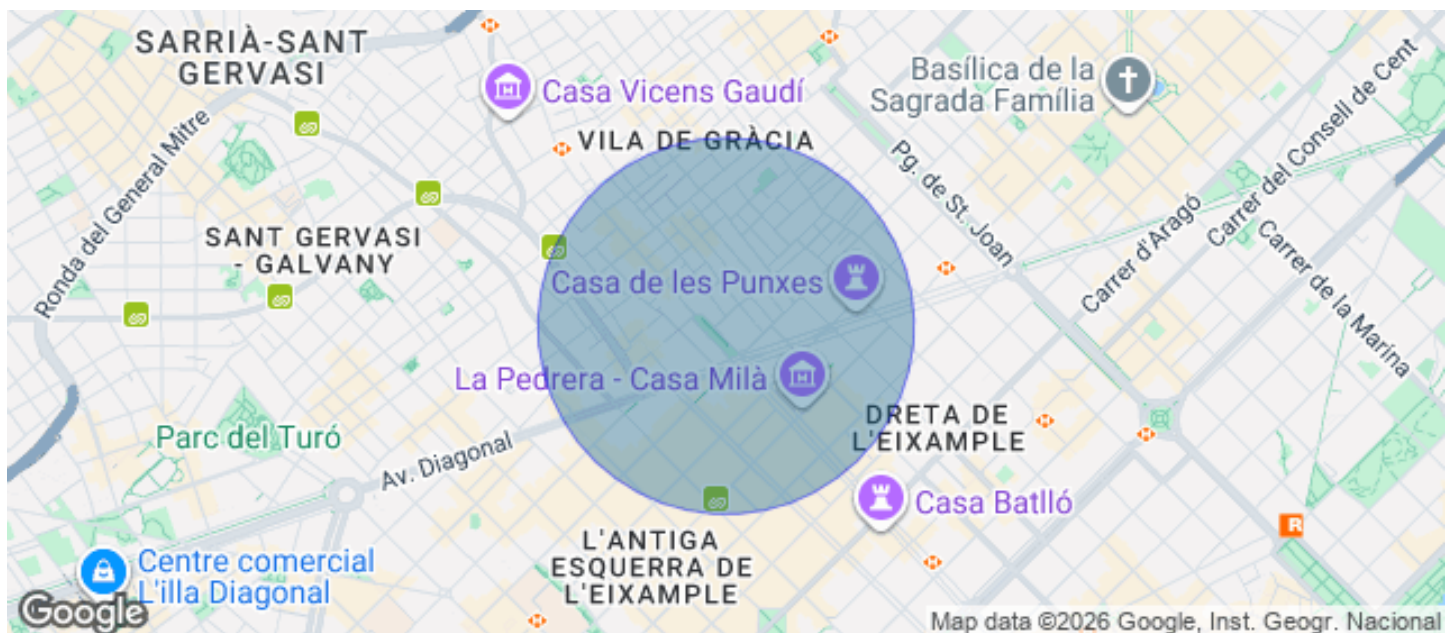 SARRIÀ-SANT
GERVASI
Casa Vicens Gaudí
Basílica de la
Sagrada Família
VILA DE GRÀCIA
Ronda del General Mitre
Pg. de St. Joan
Carrer d'Aragó
Carrer del Consell de Cent
Carrer de la Marina
SANT GERVASI
- GALVANY
Casa de les Punxes
La Pedrera - Casa Milà
DRETA DE
L'EIXAMPLE
Parc del Turó
Av. Diagonal
Casa Batlló
L'ANTIGA
ESQUERRA DE
L'EIXAMPLE
R
Centre comercial
L'illa Diagonal
Google
Map data ©2026 Google, Inst. Geogr. Nacional